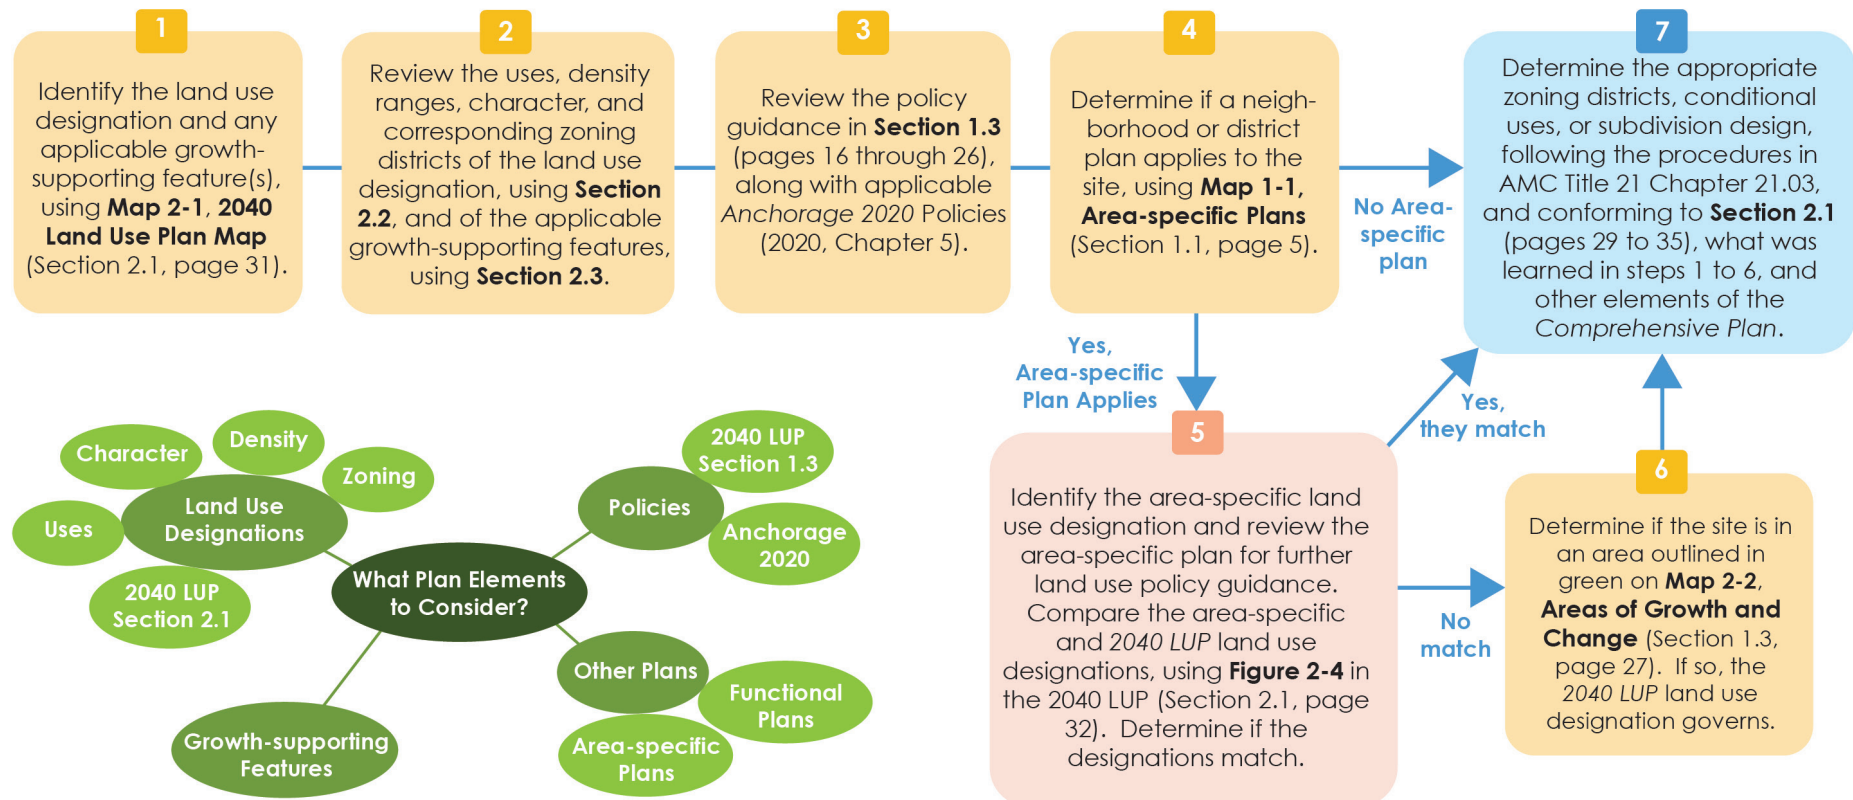 1
Identify the land use
designation and any
applicable growth-
supporting feature(s),
using Map 2-1, 2040
Land Use Plan Map
(Section 2.1, page 31).
2
Review the uses, density
ranges, character, and
corresponding zoning
districts of the land use
designation, using Section
2.2, and of the applicable
growth-supporting features,
using Section 2.3.
3
Review the policy
guidance in Section 1.3
(pages 16 through 26),
along with applicable
Anchorage 2020 Policies
(2020, Chapter 5).
4
Determine if a neigh-
borhood or district
plan applies to the
site, using Map 1-1,
Area-specific Plans
(Section 1.1, page 5).
No Area-
specific
plan
7
Determine the appropriate
zoning districts, conditional
uses, or subdivision design,
following the procedures in
AMC Title 21 Chapter 21.03,
and conforming to Section 2.1
(pages 29 to 35), what was
learned in steps 1 to 6, and
other elements of the
Comprehensive Plan.
Yes,
Area-specific
Plan Applies
5
Identify the area-specific land
use designation and review the
area-specific plan for further
land use policy guidance.
Compare the area-specific
and 2040 LUP land use
designations, using Figure 2-4 in
the 2040 LUP (Section 2.1, page
32).  Determine if the
designations match.
Yes,
they match
No
match
6
Determine if the site is in
an area outlined in
green on Map 2-2,
Areas of Growth and
Change (Section 1.3,
page 27).  If so, the
2040 LUP land use
designation governs.
What Plan Elements
to Consider?
Land Use
Designations
Uses
Character
Density
Zoning
2040 LUP
Section 2.1
Policies
2040 LUP
Section 1.3
Anchorage
2020
Other Plans
Functional
Plans
Area-specific
Plans
Growth-supporting
Features